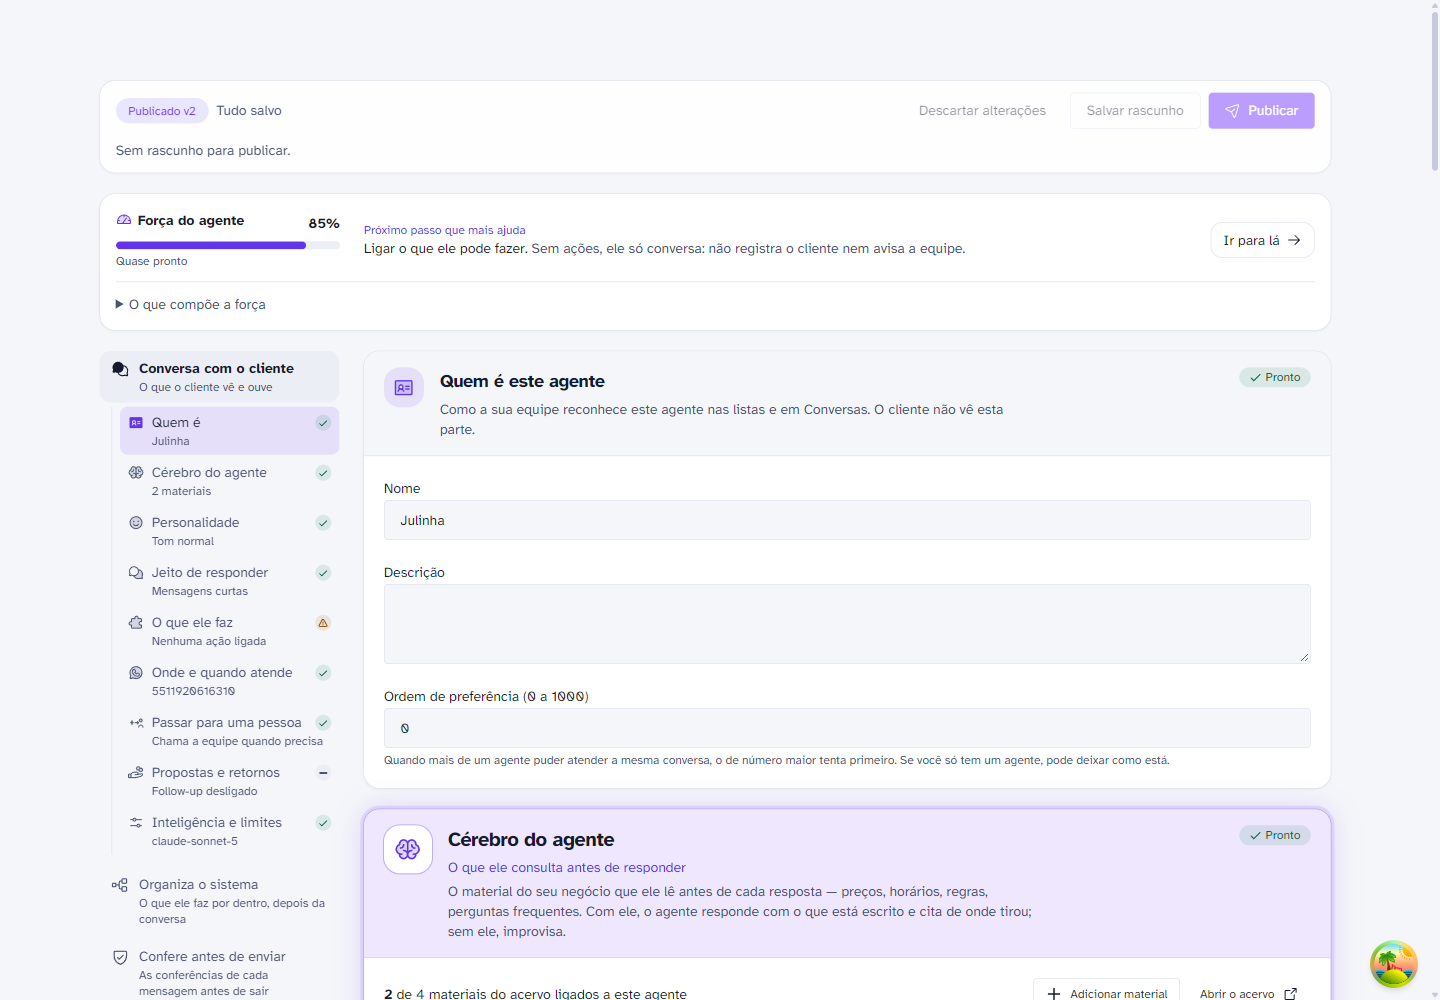 Publicado v2 Tudo salvo Descartar alterações Salvar rascunho Publicar
Sem rascunho para publicar.
Força do agente 85%
Quase pronto
Próximo passo que mais ajuda
Ligar o que ele pode fazer. Sem ações, ele só conversa: não registra o cliente nem avisa a equipe.
Ir para lá
O que compõe a força
Conversa com o cliente
O que o cliente vê e ouve
Quem é
Julinha
Cérebro do agente
2 materiais
Personalidade
Tom normal
Jeito de responder
Mensagens curtas
O que ele faz
Nenhuma ação ligada
Onde e quando atende
5511920616310
Passar para uma pessoa
Chama a equipe quando precisa
Propostas e retornos
Follow-up desligado
Inteligência e limites
claude-sonnet-5
Organiza o sistema
O que ele faz por dentro, depois da
conversa
Confere antes de enviar
As conferências de cada
mensagem antes de sair
Quem é este agente
Pronto
Como a sua equipe reconhece este agente nas listas e em Conversas. O cliente não vê esta
parte.
Nome
Julinha
Descrição
Ordem de preferência (0 a 1000)
0
Quando mais de um agente puder atender a mesma conversa, o de número maior tenta primeiro. Se você só tem um agente, pode deixar como está.
Cérebro do agente
Pronto
O que ele consulta antes de responder
O material do seu negócio que ele lê antes de cada resposta — preços, horários, regras,
perguntas frequentes. Com ele, o agente responde com o que está escrito e cita de onde tirou;
sem ele, improvisa.
2 de 4 materiais do acervo ligados a este agente
Adicionar material
Abrir o acervo